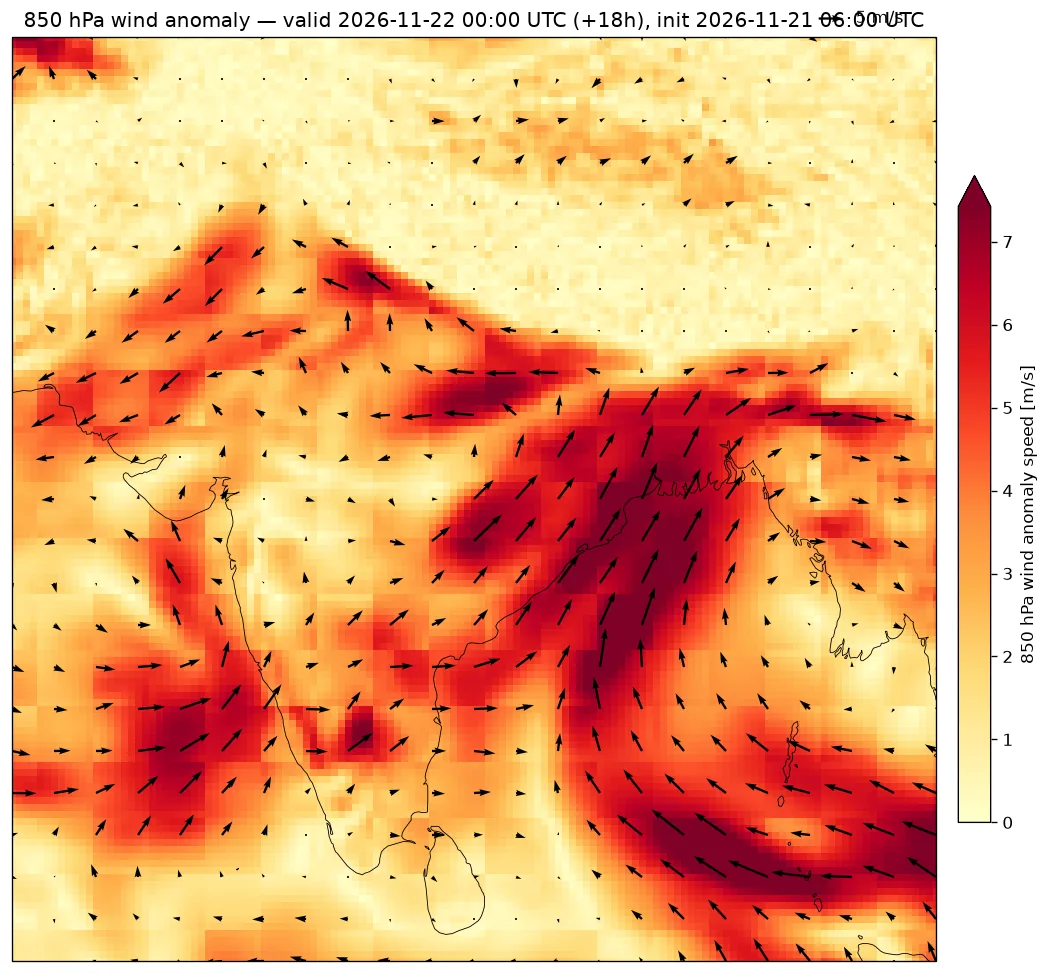 850 hPa wind anomaly — valid 2026-11-22 00:00 UTC (+18h), init 2026-11-21 06:00 UTC
5 m/s
7
6
5
4
3
2
1
0
850 hPa wind anomaly speed [m/s]